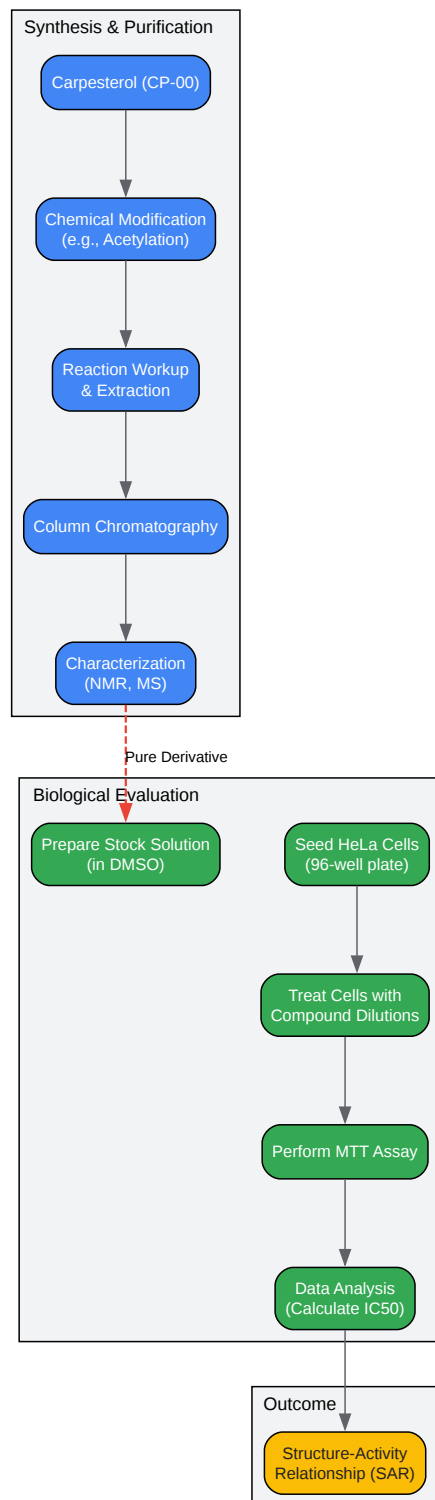 Synthesis & Purification
Carpesterol (CP-00)
Chemical Modification
(e.g., Acetylation)
Reaction Workup
& Extraction
Column Chromatography
Characterization
(NMR, MS)
Pure Derivative
Biological Evaluation
Prepare Stock Solution
(in DMSO)
Seed HeLa Cells
(96-well plate)
Treat Cells with
Compound Dilutions
Perform MTT Assay
Data Analysis
(Calculate IC50)
Outcome
Structure-Activity
Relationship (SAR)